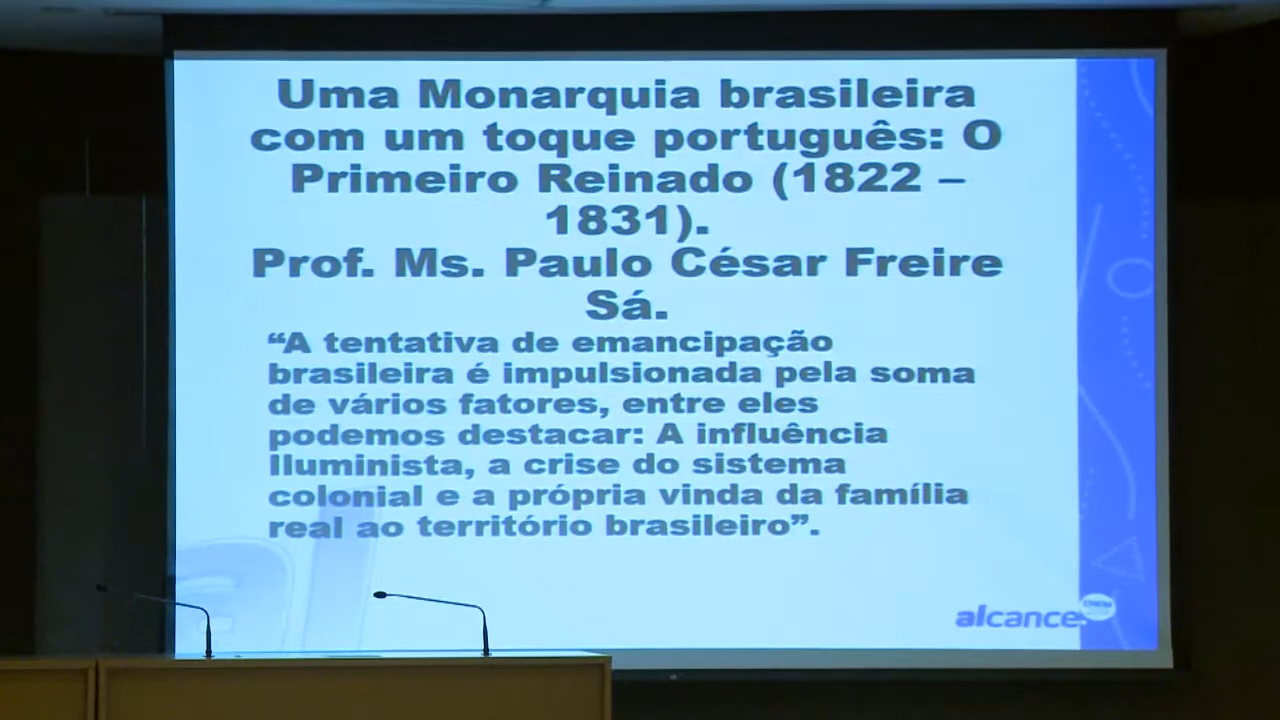 Uma Monarquia brasileira
com um toque português: O
Primeiro Reinado (1822 –
1831).
Prof. Ms. Paulo César Freire
Sá.
“A tentativa de emancipação
brasileira é impulsionada pela soma
de vários fatores, entre eles
podemos destacar: A influência
Iluminista, a crise do sistema
colonial e a própria vinda da família
real ao território brasileiro”.
alcance.